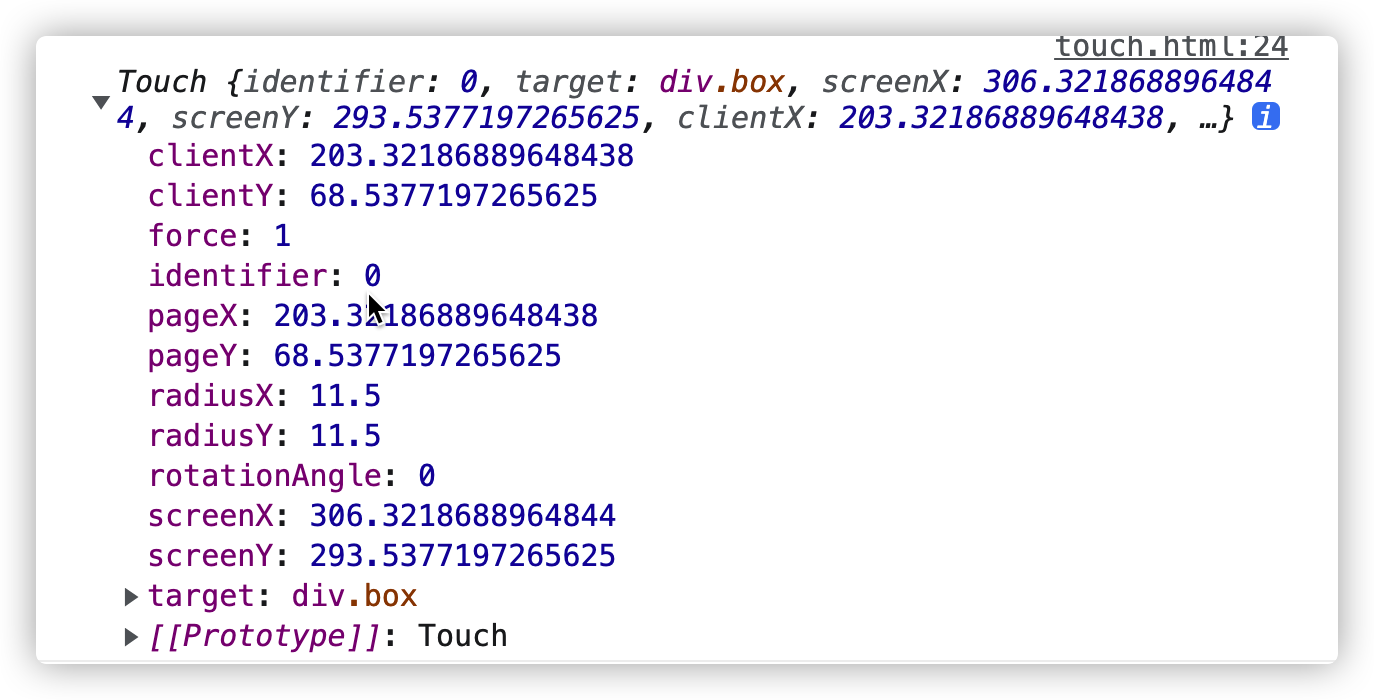 touch.html:24
Touch {identifier: 0, target: div.box, screenX: 306.321868896484
4, screenY: 293.5377197265625, clientX: 203.32186889648438, …} i
clientX: 203.32186889648438
clientY: 68.5377197265625
force: 1
identifier: 0
pageX: 203.32186889648438
pageY: 68.5377197265625
radiusX: 11.5
radiusY: 11.5
rotationAngle: 0
screenX: 306.3218688964844
screenY: 293.5377197265625
target: div.box
[[Prototype]]: Touch